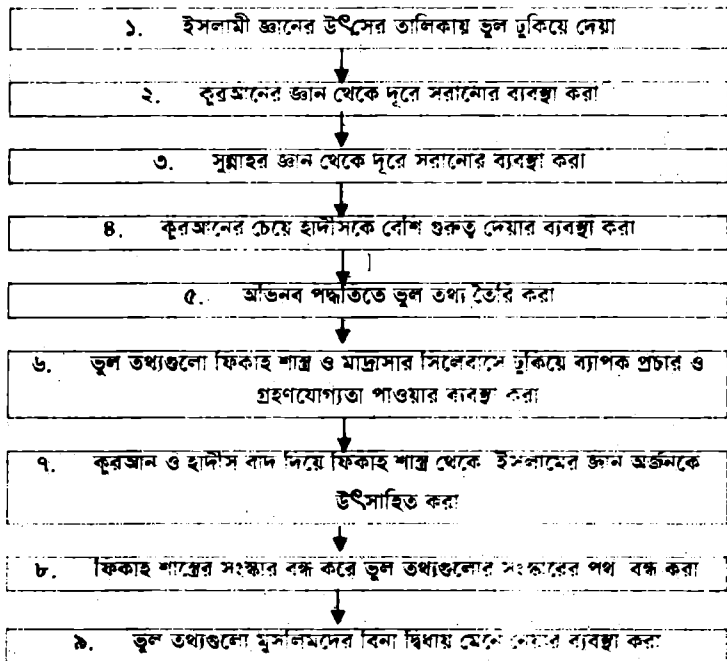 ১. ইসলামী জ্ঞানের উৎসের তালিকায় ভুল ঢুকিয়ে দেয়া
২. কুরআনের জ্ঞান থেকে দূরে সরানোর ব্যবস্থা করা
৩. সুন্নাহর জ্ঞান থেকে দূরে সরানোর ব্যবস্থা করা
৪. কুরআনের চেয়ে হাদীসকে বেশি গুরুত্ব দেয়ার ব্যবস্থা করা
৫. অভিনব পদ্ধতিতে ভুল তথ্য তৈরি করা
৬. ভুল তথ্যগুলো ফিকাহ শাস্ত্র ও মাদ্রাসার সিলেবাসে ঢুকিয়ে ব্যাপক প্রচার ও
গ্রহণযোগ্যতা পাওয়ার ব্যবস্থা করা
৭. কুরআন ও হাদীস বাদ দিয়ে ফিকাহ শাস্ত্র থেকে ইসলামের জ্ঞান অর্জনকে
উৎসাহিত করা
৮. ফিকাহ শাস্ত্রের সংস্কার বন্ধ করে ভুল তথ্যগুলোর সংস্কারের পথ বন্ধ করা
৯. ভুল তথ্যগুলো মুসলিমদের বিনা দ্বিধায় মেনে নেয়ার ব্যবস্থা করা